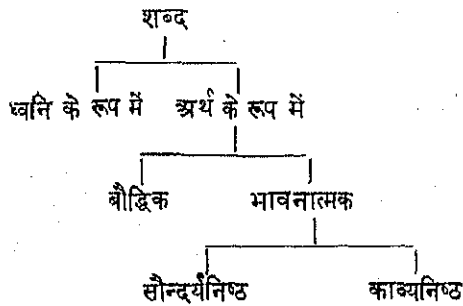 शब्द
ध्वनि के रूप में अर्थ के रूप में
बौद्धिक भावनात्मक
सौन्दर्यनिष्ठ काव्यनिष्ठ